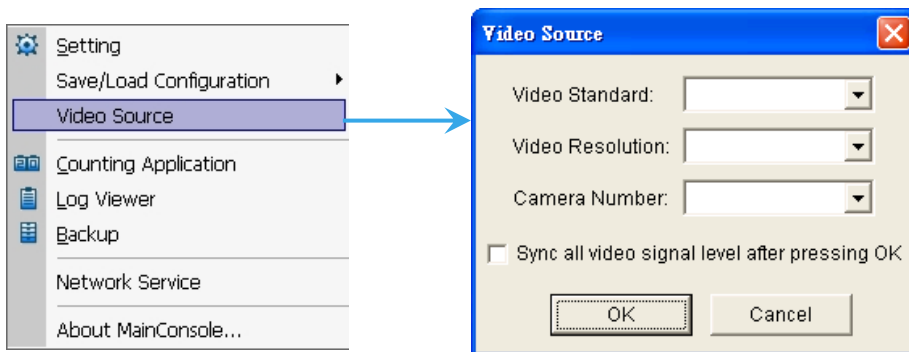 Setting
Save/Load Configuration
Video Source
Counting Application
Log Viewer
Backup
Network Service
About MainConsole...
Video Source
Video Standard:
Video Resolution:
Camera Number:
Sync all video signal level after pressing OK
OK Cancel